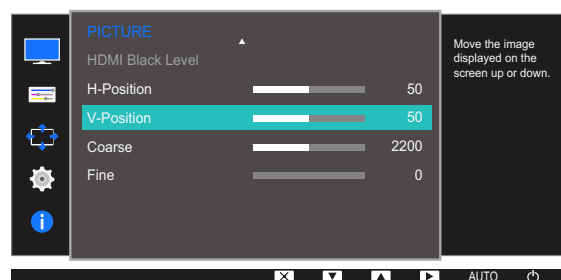 PICTURE
HDMI Black Level
H-Position 50
V-Position 50
Coarse 2200
Fine 0
Move the image
displayed on the
screen up or down.
AUTO